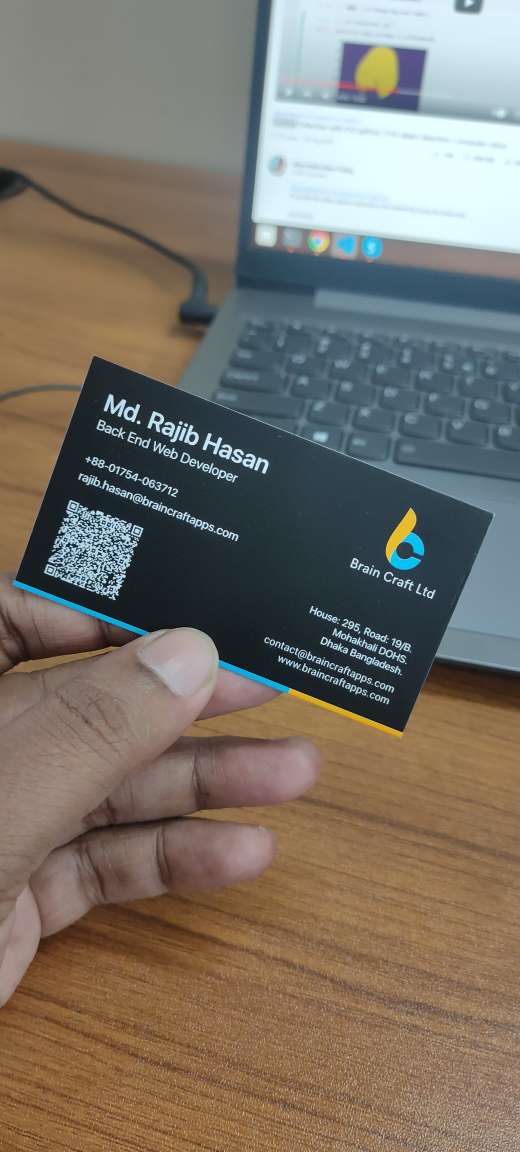 Md. Rajib Hasan
Back End Web Developer
+88-01754-063712
rajib.hasan@braincraftapps.com
Brain Craft Ltd
House: 295, Road: 19/B.
Mohakhali DOHS.
Dhaka Bangladesh.
contact@braincraftapps.com
www.braincraftapps.com